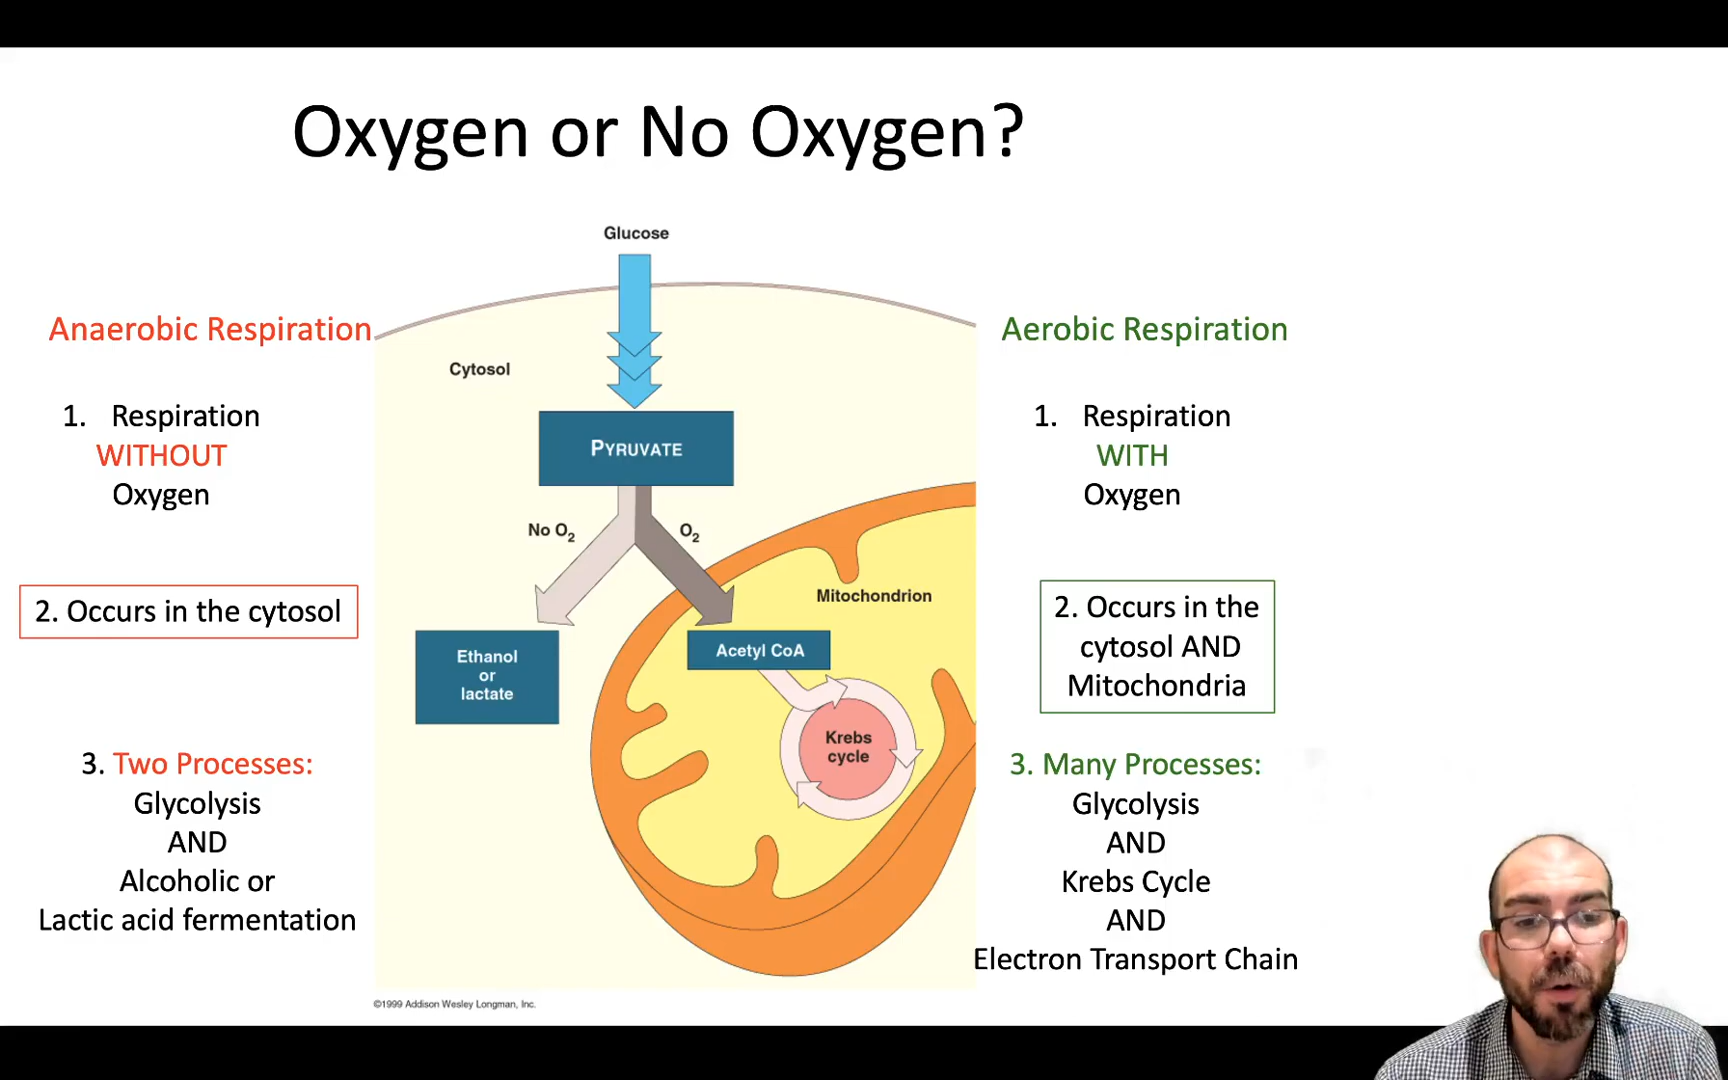 Oxygen or No Oxygen?
Anaerobic Respiration
1. Respiration
WITHOUT
Oxygen
2. Occurs in the cytosol
3. Two Processes:
Glycolysis
AND
Alcoholic or
Lactic acid fermentation
Glucose
Cytosol
PYRUVATE
No O₂
O₂
Mitochondrion
Ethanol
or
lactate
Acetyl CoA
Krebs
cycle
©1999 Addison Wesley Longman, Inc.
Aerobic Respiration
1. Respiration
WITH
Oxygen
2. Occurs in the
cytosol AND
Mitochondria
3. Many Processes:
Glycolysis
AND
Krebs Cycle
AND
Electron Transport Chain